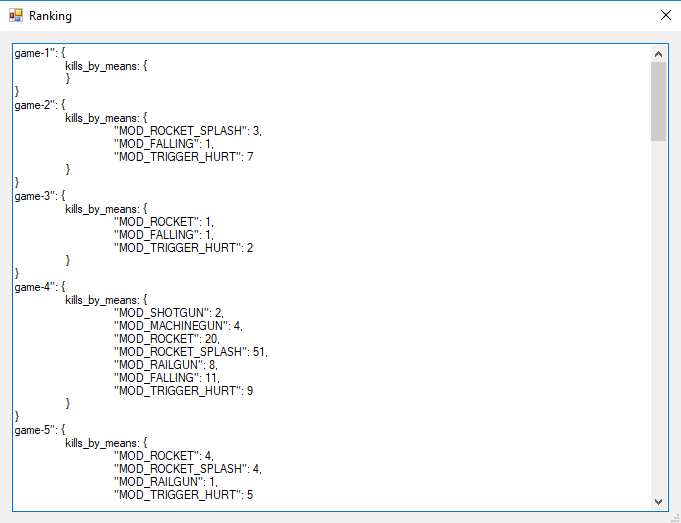 Ranking
game-1": {
kills_by_means: {
}
}
game-2": {
kills_by_means: {
"MOD_ROCKET_SPLASH": 3,
"MOD_FALLING": 1,
"MOD_TRIGGER_HURT": 7
}
}
game-3": {
kills_by_means: {
"MOD_ROCKET": 1,
"MOD_FALLING": 1,
"MOD_TRIGGER_HURT": 2
}
}
game-4": {
kills_by_means: {
"MOD_SHOTGUN": 2,
"MOD_MACHINEGUN": 4,
"MOD_ROCKET": 20,
"MOD_ROCKET_SPLASH": 51,
"MOD_RAILGUN": 8,
"MOD_FALLING": 11,
"MOD_TRIGGER_HURT": 9
}
}
game-5": {
kills_by_means: {
"MOD_ROCKET": 4,
"MOD_ROCKET_SPLASH": 4,
"MOD_RAILGUN": 1,
"MOD_TRIGGER_HURT": 5